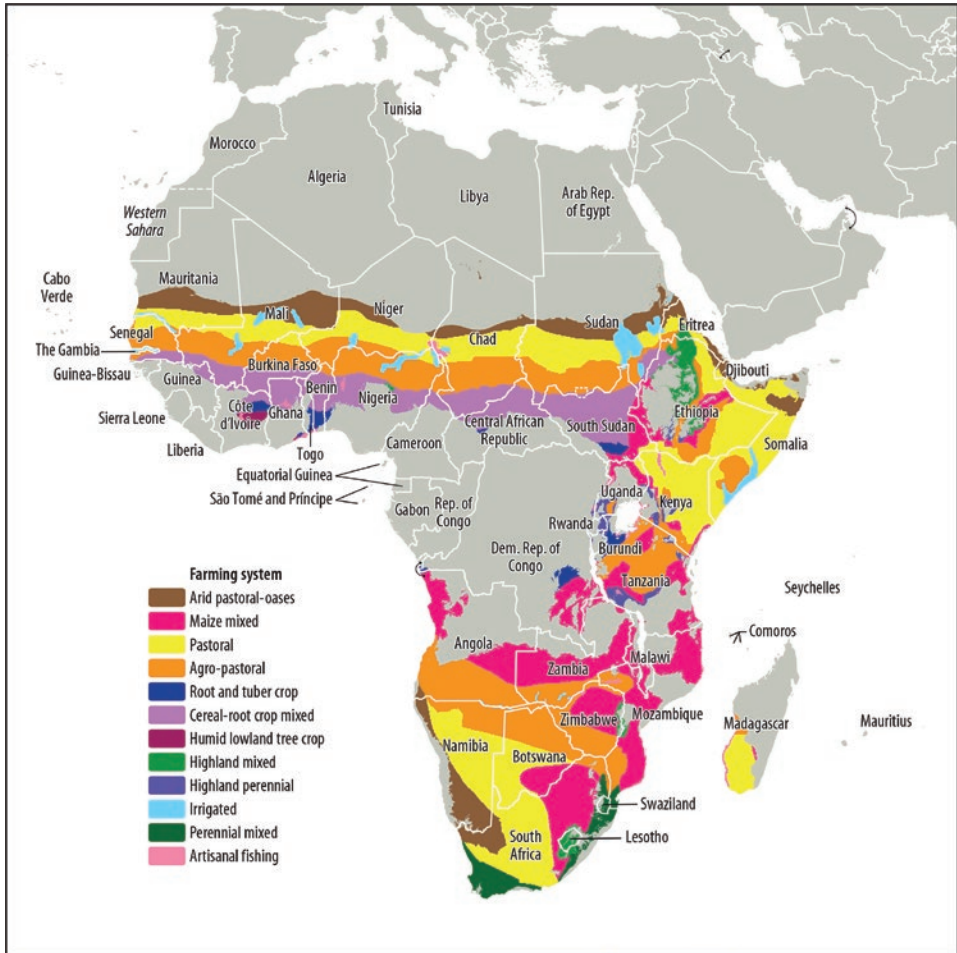 Tunisia
Morocco
Algeria
Libya
Arab Rep.
of Egypt
Western
Sahara
Cabo
Verde
Mauritania
Mali
Niger
Chad
Sudan
Eritrea
Senegal
The Gambia
Guinea-Bissau
Burkina Faso
Djibouti
Guinea
Benin
Nigeria
Sierra Leone
Côte
d'Ivoire
Ghana
Central African
Republic
South Sudan
Ethiopia
Somalia
Liberia
Togo
Cameroon
Equatorial Guinea
São Tomé and Príncipe
Gabon
Rep. of
Congo
Uganda
Kenya
Rwanda
Dem. Rep. of
Congo
Burundi
Tanzania
Seychelles
Comoros
Angola
Zambia
Malawi
Zimbabwe
Mozambique
Madagascar
Mauritius
Namibia
Botswana
Swaziland
South
Africa
Lesotho
Farming system
Arid pastoral-oases
Maize mixed
Pastoral
Agro-pastoral
Root and tuber crop
Cereal-root crop mixed
Humid lowland tree crop
Highland mixed
Highland perennial
Irrigated
Perennial mixed
Artisanal fishing